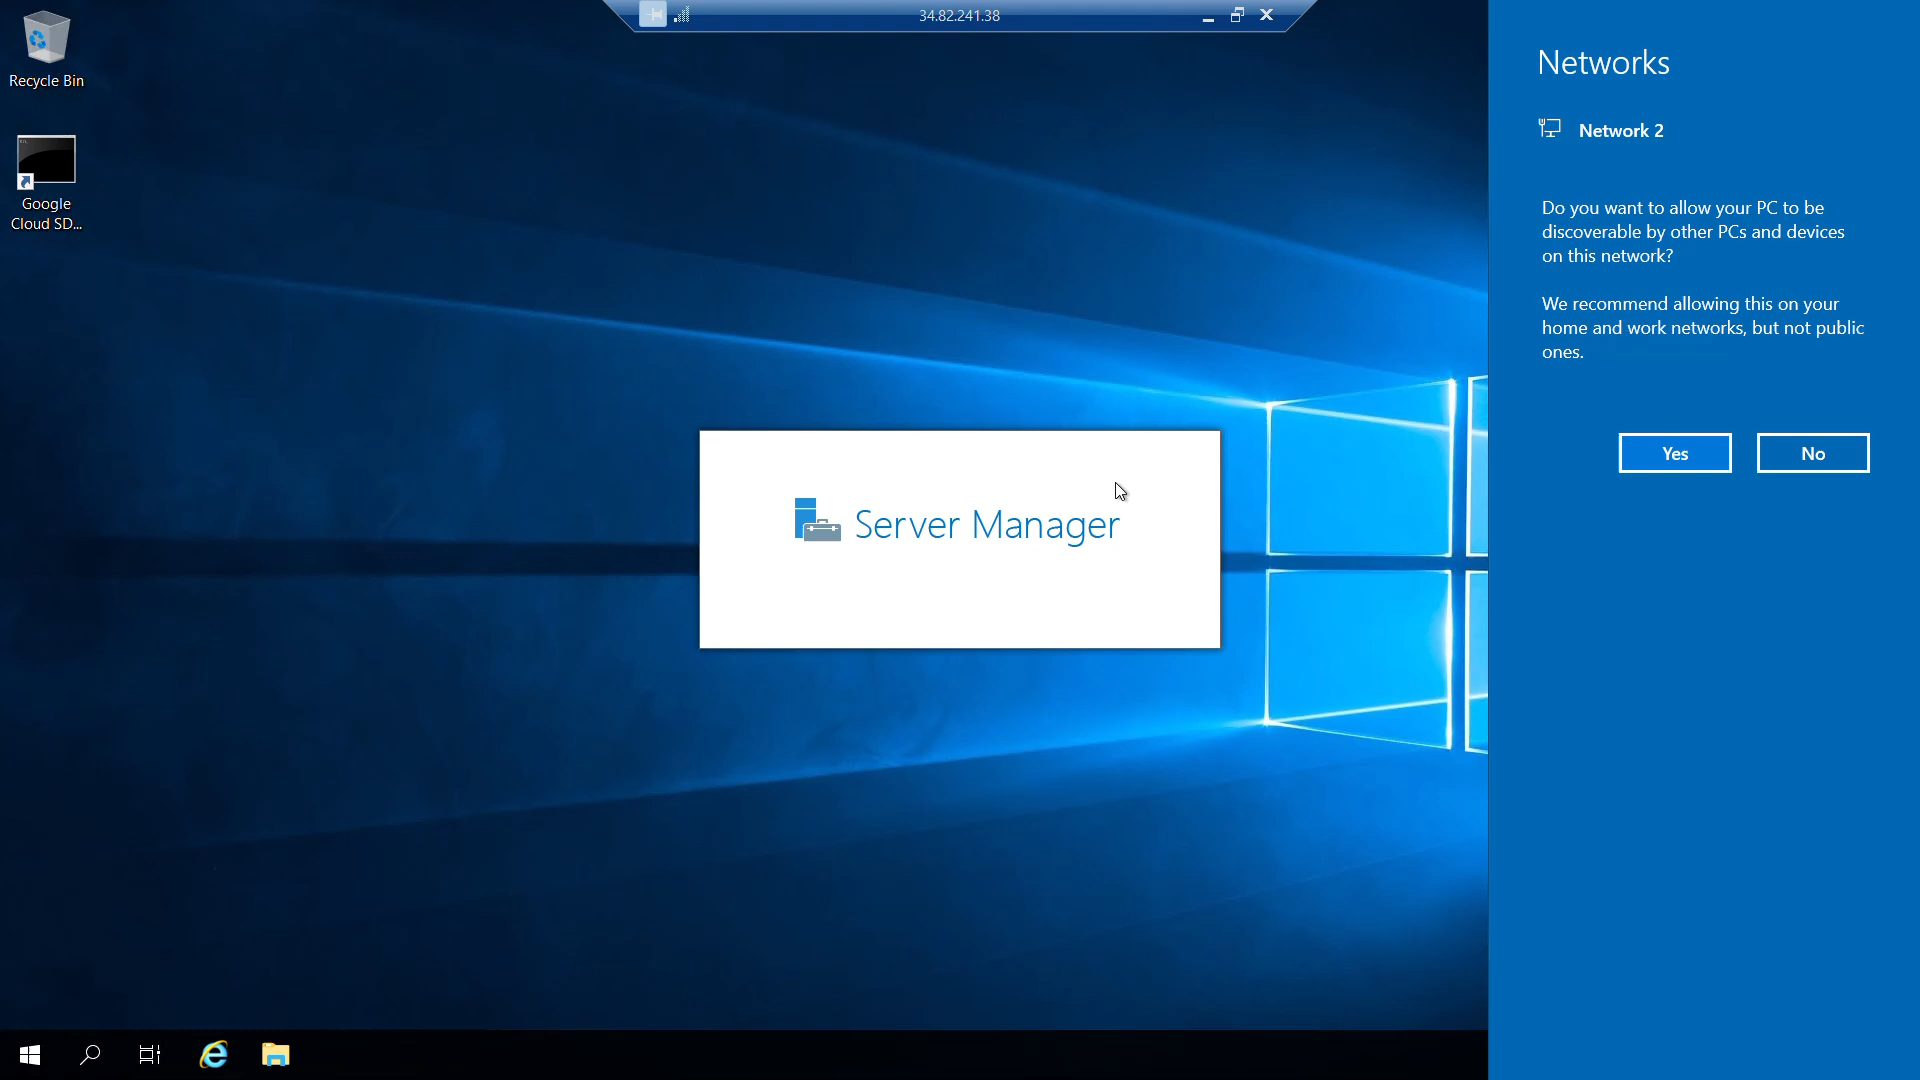 34.82.241.38
Recycle Bin
Google
Cloud SD...
Server Manager
Networks
Network 2
Do you want to allow your PC to be
discoverable by other PCs and devices
on this network?
We recommend allowing this on your
home and work networks, but not public
ones.
Yes
No